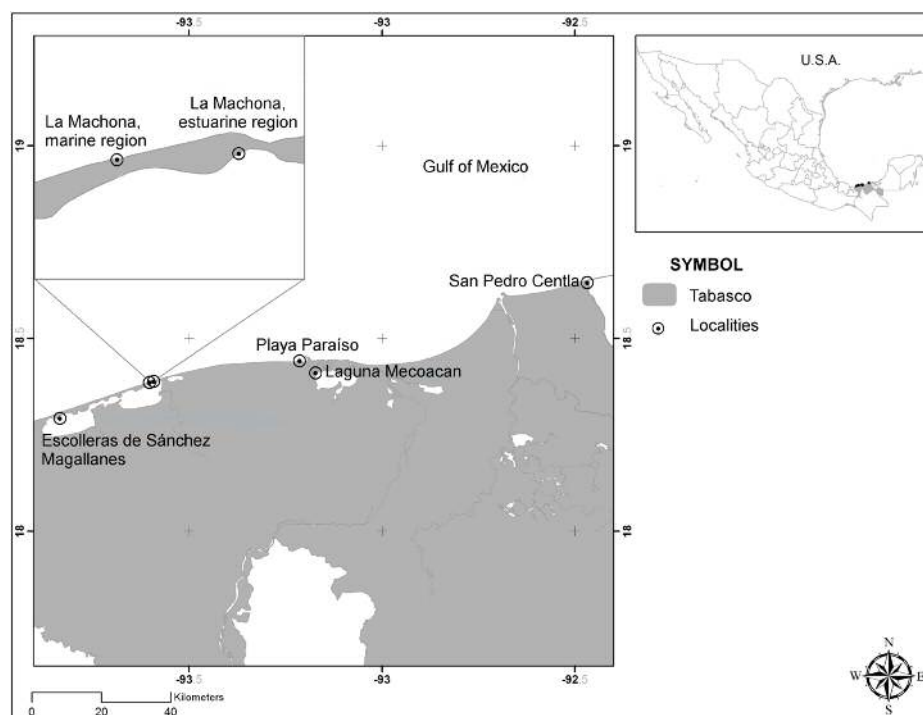 -93.5
-93
-92.5
La Machona,
marine region
La Machona,
estuarine region
19
19
Gulf of Mexico
U.S.A.
San Pedro Centla
SYMBOL
Tabasco
Localities
18.5
18.5
Playa Paraíso
Laguna Mecoacan
Escolleras de Sánchez
Magallanes
18
18
-93.5
-93
-92.5
Kilometers
0
20
40
N
W
E
S